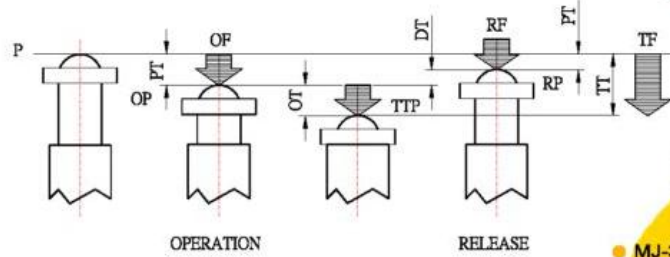 P
PT
OF
OP
OT
TTP
DT
RF
PT
RP
TT
TF
OPERATION
RELEASE